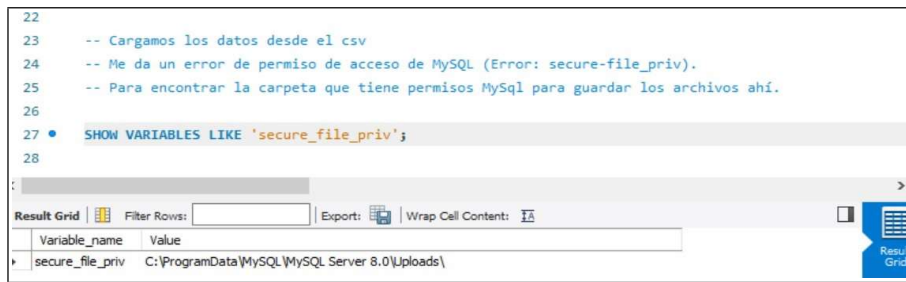 22
23 -- Cargamos los datos desde el csv
24 -- Me da un error de permiso de acceso de MySQL (Error: secure-file_priv).
25 -- Para encontrar la carpeta que tiene permisos MySql para guardar los archivos ahí.
26
27 SHOW VARIABLES LIKE 'secure_file_priv';
28
Result Grid Filter Rows: Export: Wrap Cell Content: IA
Variable_name Value
secure_file_priv C:\ProgramData\MySQL\MySQL Server 8.0\Uploads\
Result
Grid